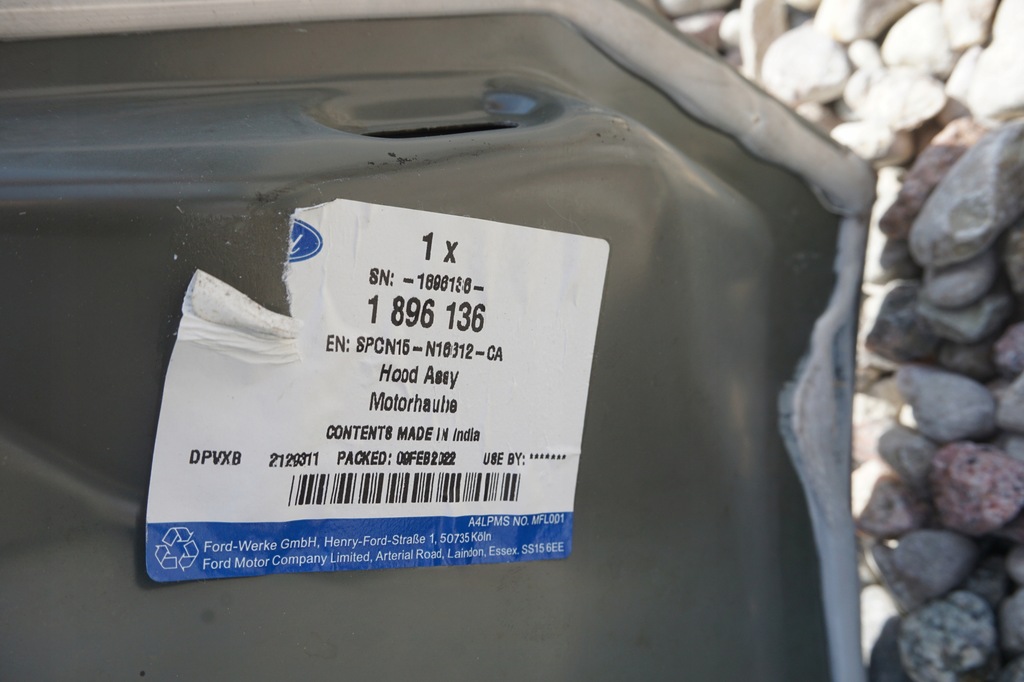 1 x
SN: -1896136-
1 896 136
EN: SPCN15-N16312-CA
Hood Assy
Motorhaube
CONTENTS MADE IN India
DPVXB 2129311 PACKED: 09FEB2022 USE BY: *******
A4LPMS NO. MFL001
Ford-Werke GmbH, Henry-Ford-Straße 1, 50735 Köln
Ford Motor Company Limited, Arterial Road, Laindon, Essex. SS15 6EE